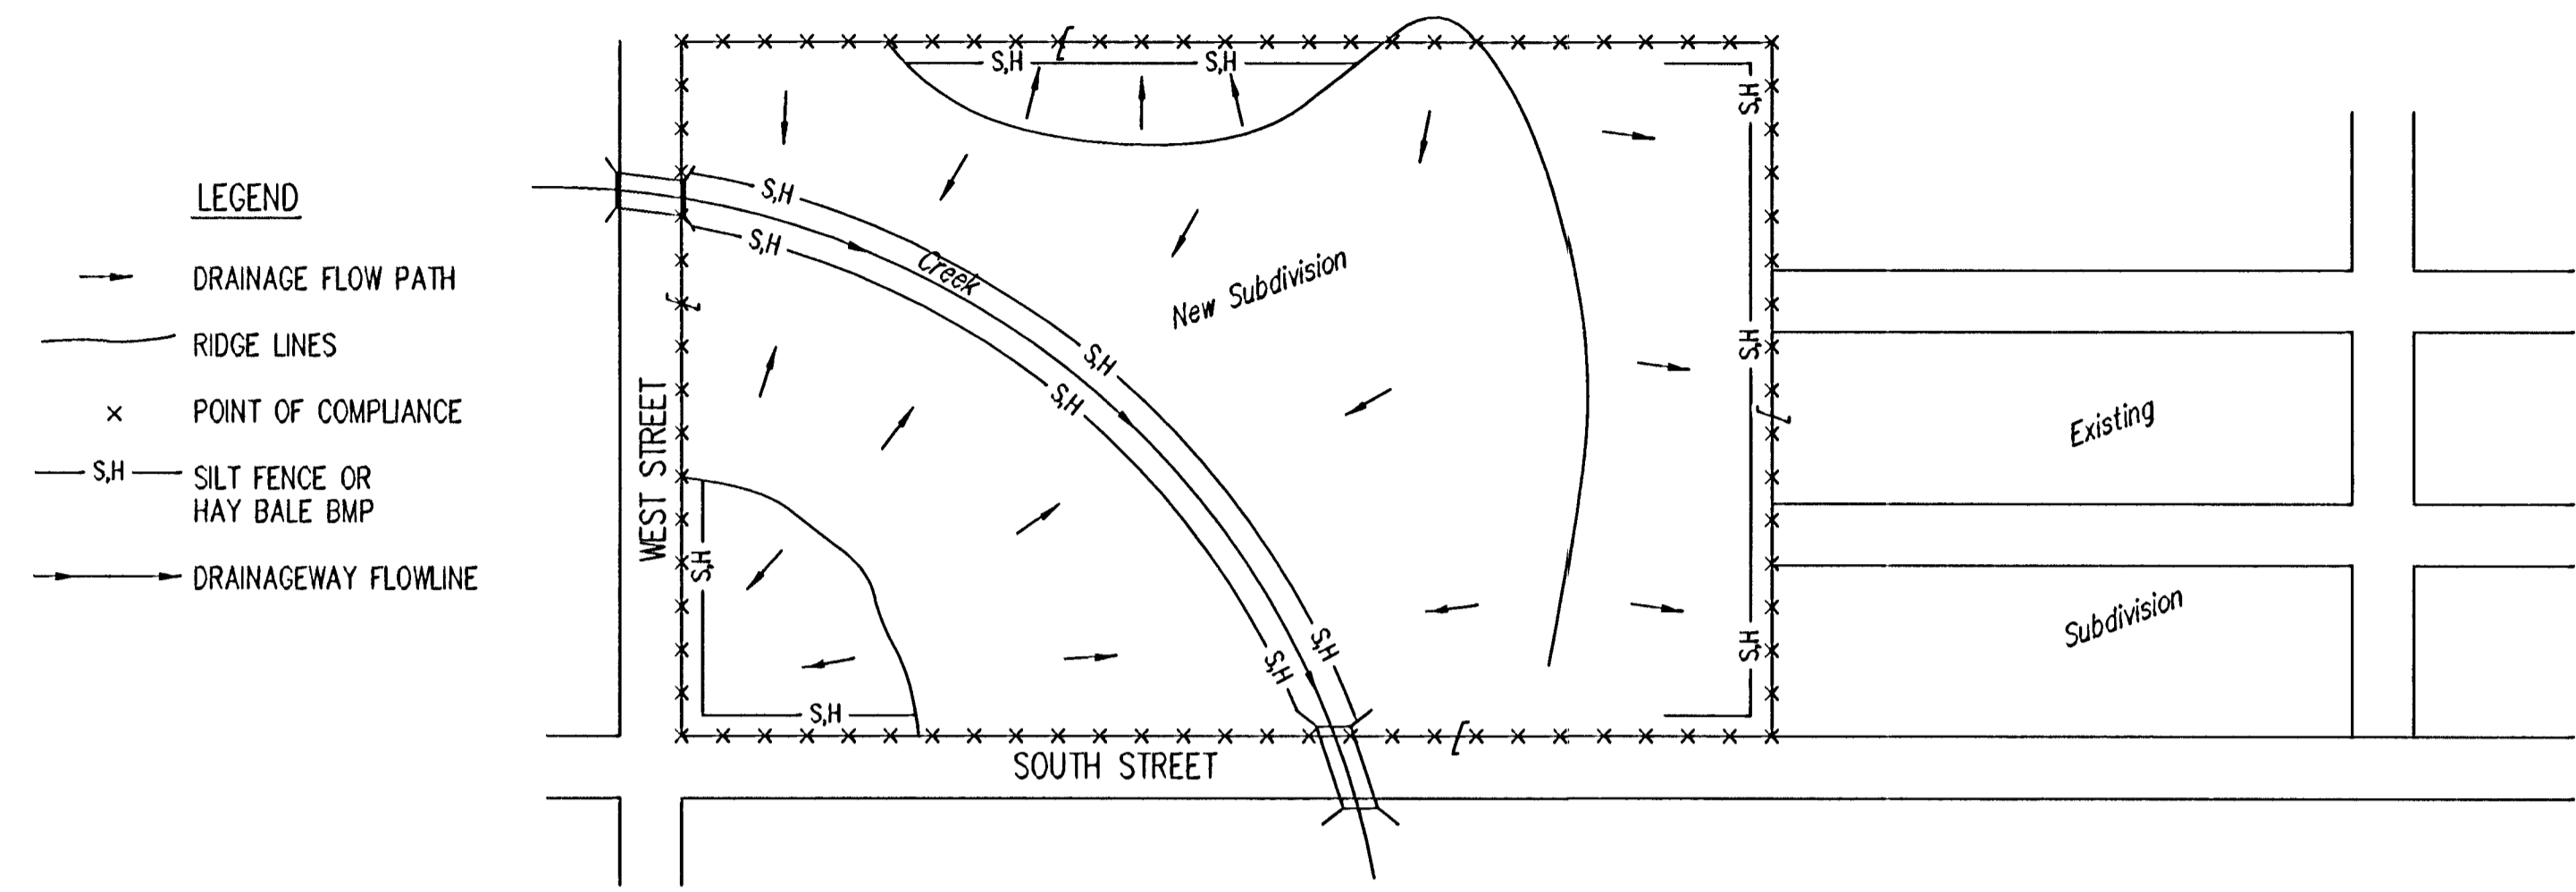 LEGEND
DRAINAGE FLOW PATH
RIDGE LINES
× POINT OF COMPLIANCE
S,H SILT FENCE OR
HAY BALE BMP
DRAINAGEWAY FLOWLINE
S,H
S,H
S,H
S,H
S,H
Creek
New Subdivision
S,H
S,H
S,H
WEST STREET
S,H
S,H
S,H
S,H
S,H
S,H
SOUTH STREET
Existing
Subdivision